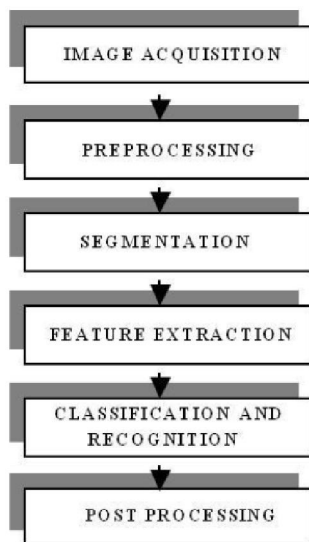 IMAGE ACQUISITION
PREPROCESSING
SEGMENTATION
FEATURE EXTRACTION
CLASSIFICATION AND
RECOGNITION
POST PROCESSING